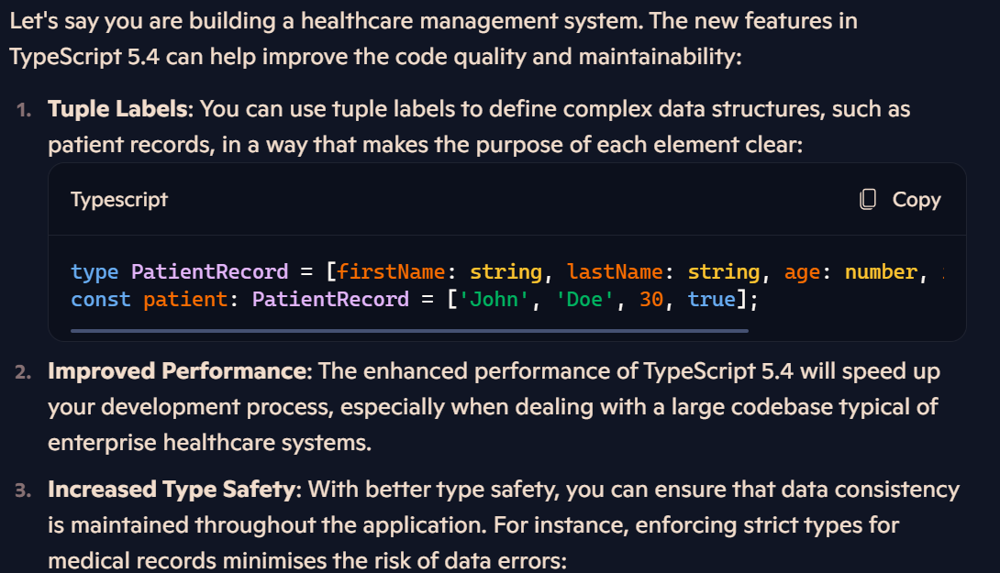 Let's say you are building a healthcare management system. The new features in
TypeScript 5.4 can help improve the code quality and maintainability:
1. Tuple Labels: You can use tuple labels to define complex data structures, such as
patient records, in a way that makes the purpose of each element clear:
Typescript
Copy
type PatientRecord = [firstName: string, lastName: string, age: number,
const patient: PatientRecord = ['John', 'Doe', 30, true];
2. Improved Performance: The enhanced performance of TypeScript 5.4 will speed up
your development process, especially when dealing with a large codebase typical of
enterprise healthcare systems.
3. Increased Type Safety: With better type safety, you can ensure that data consistency
is maintained throughout the application. For instance, enforcing strict types for
medical records minimises the risk of data errors: